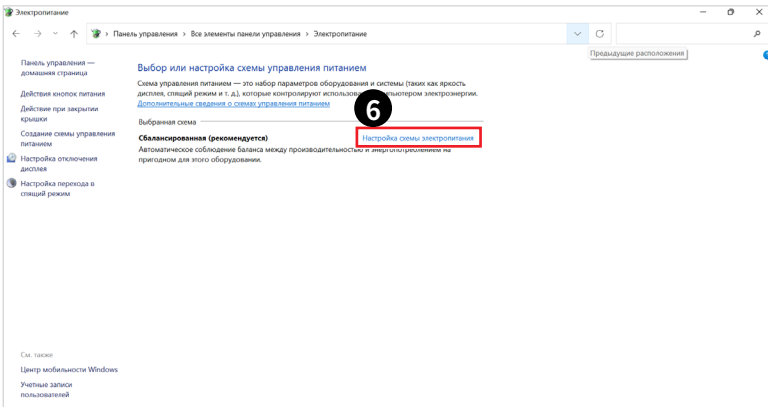 Электропитание
Панель управления › Все элементы панели управления › Электропитание
Предыдущие расположения
Панель управления —
домашняя страница
Действия кнопок питания
Действие при закрытии
крышки
Создание схемы управления
питанием
Настройка отключения
дисплея
Настройка перехода в
спящий режим
Выбор или настройка схемы управления питанием
Схема управления питанием — это набор параметров оборудования и системы (таких как яркость
дисплея, спящий режим и т. д.), которые контролируют электроэнергии.
Дополнительные сведения о схемах управления питанием
6
Выбранная схема
Сбалансированная (рекомендуется)
Настройка схемы электропитания
Автоматическое соблюдение баланса между производительностью и энергопотреблением на
пригодном для этого оборудовании.
См. также
Центр мобильности Windows
Учетные записи
пользователей